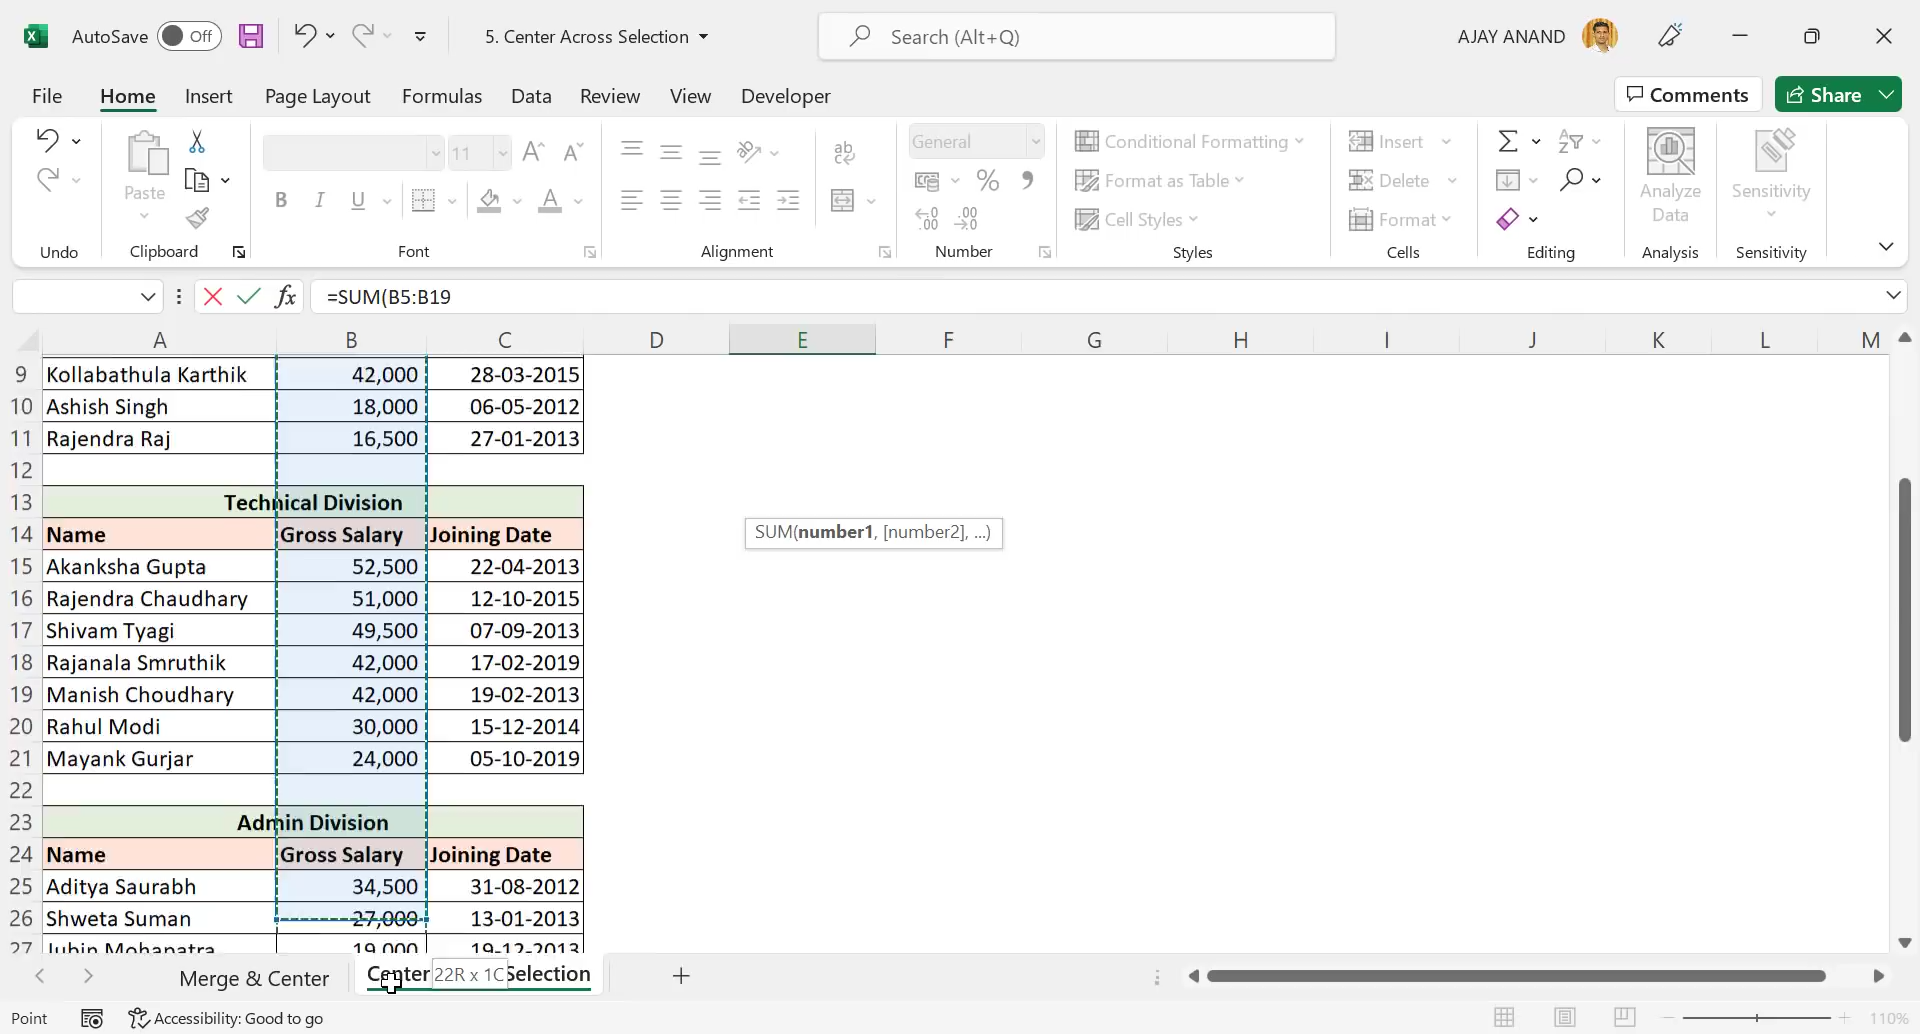 AutoSave Off 5. Center Across Selection Search (Alt+Q) AJAY ANAND
File Home Insert Page Layout Formulas Data Review View Developer Comments Share
Paste 11 General Conditional Formatting Insert Analyze Data Sensitivity
B I U ab c % , .00 .0 Format as Table Delete
Cell Styles Format
Undo Clipboard Font Alignment Number Styles Cells Editing Analysis Sensitivity
fx =SUM(B5:B19
A B C D E F G H I J K L M
9 Kollabathula Karthik 42,000 28-03-2015
10 Ashish Singh 18,000 06-05-2012
11 Rajendra Raj 16,500 27-01-2013
12
13 Technical Division
14 Name Gross Salary Joining Date SUM(number1, [number2], ...)
15 Akanksha Gupta 52,500 22-04-2013
16 Rajendra Chaudhary 51,000 12-10-2015
17 Shivam Tyagi 49,500 07-09-2013
18 Rajanala Smruthik 42,000 17-02-2019
19 Manish Choudhary 42,000 19-02-2013
20 Rahul Modi 30,000 15-12-2014
21 Mayank Gurjar 24,000 05-10-2019
22
23 Admin Division
24 Name Gross Salary Joining Date
25 Aditya Saurabh 34,500 31-08-2012
26 Shweta Suman 27,000 13-01-2013
27 Jubin Mohapatra 19,000 19-12-2013
Merge & Center Center 22R x 1C Selection
Point Accessibility: Good to go 110%